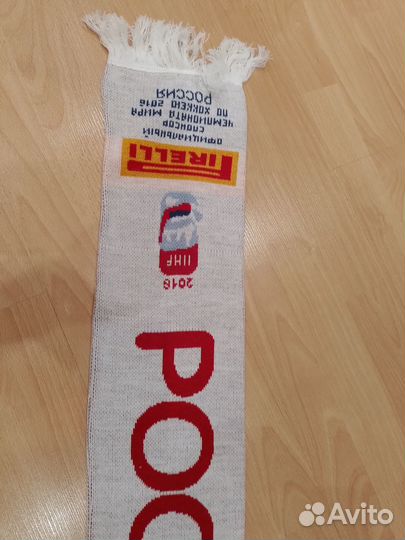 PIRELLI
ОФИЦИАЛЬНЫЙ
СПОНСОР
ЧЕМПИОНАТА МИРА
ПО ХОККЕЮ 2016
РОССИЯ
IIHF
2016
РОС
Avito